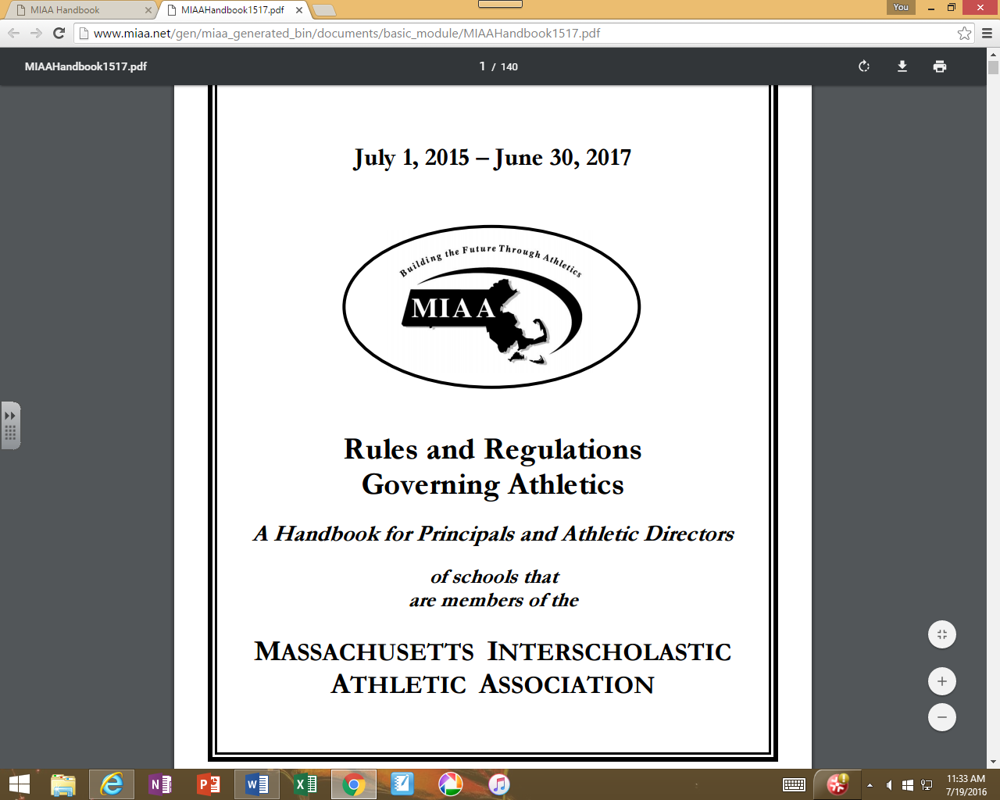 MIAA Handbook
MIAAHandbook1517.pdf
You
www.miaa.net/gen/miaa_generated_bin/documents/basic_module/MIAAHandbook1517.pdf
MIAAHandbook1517.pdf
1 / 140
July 1, 2015 – June 30, 2017
Building the Future Through Athletics
MIAA
Rules and Regulations
Governing Athletics
A Handbook for Principals and Athletic Directors
of schools that
are members of the
MASSACHUSETTS INTERSCHOLASTIC
ATHLETIC ASSOCIATION
11:33 AM
7/19/2016